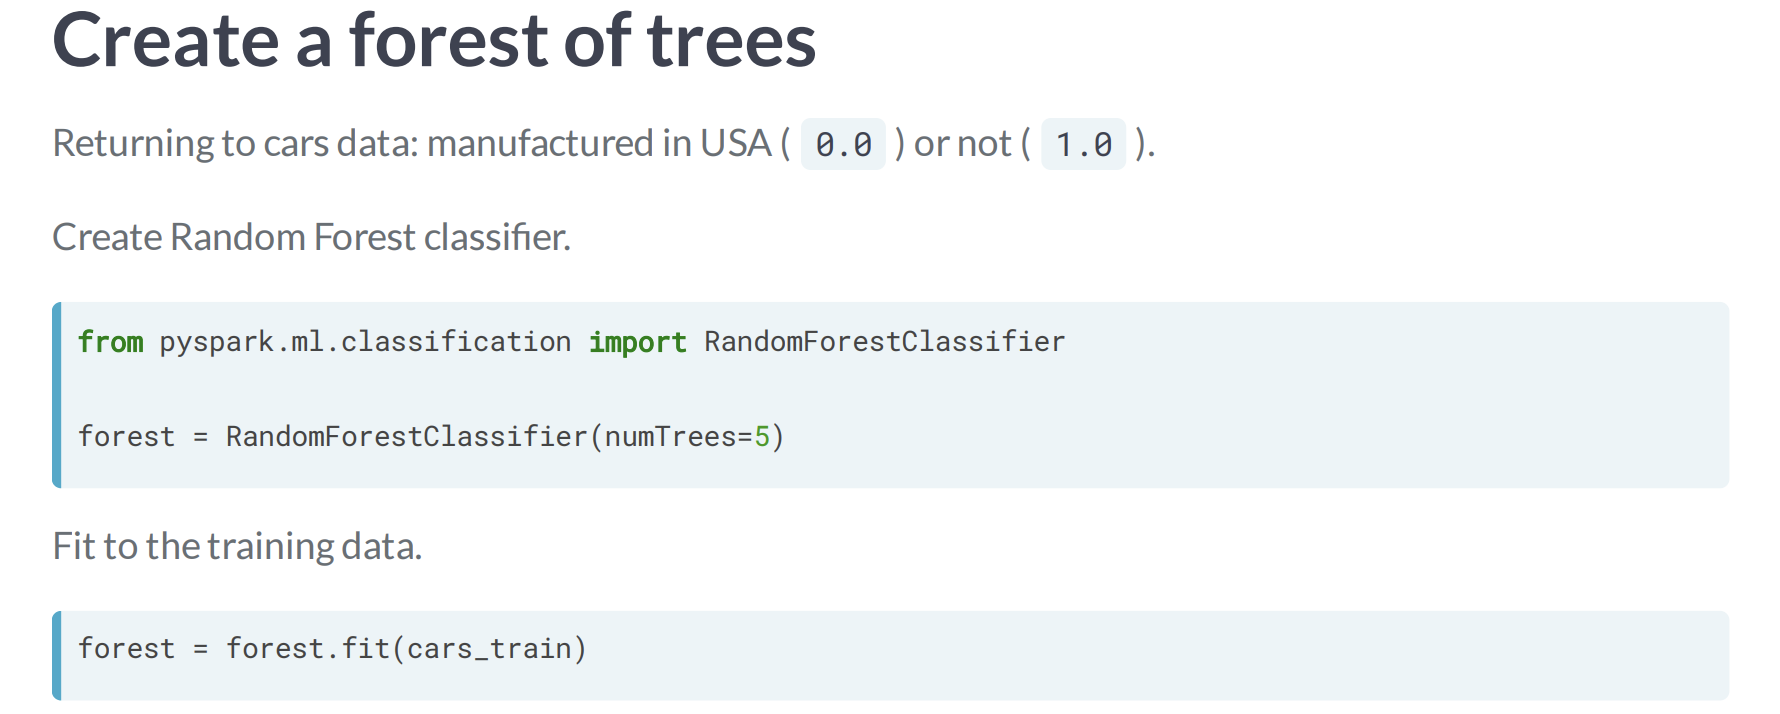 Create a forest of trees
Returning to cars data: manufactured in USA ( 0.0 ) or not ( 1.0 ).
Create Random Forest classifier.
from pyspark.ml.classification import RandomForestClassifier
forest = RandomForestClassifier(numTrees=5)
Fit to the training data.
forest = forest.fit(cars_train)